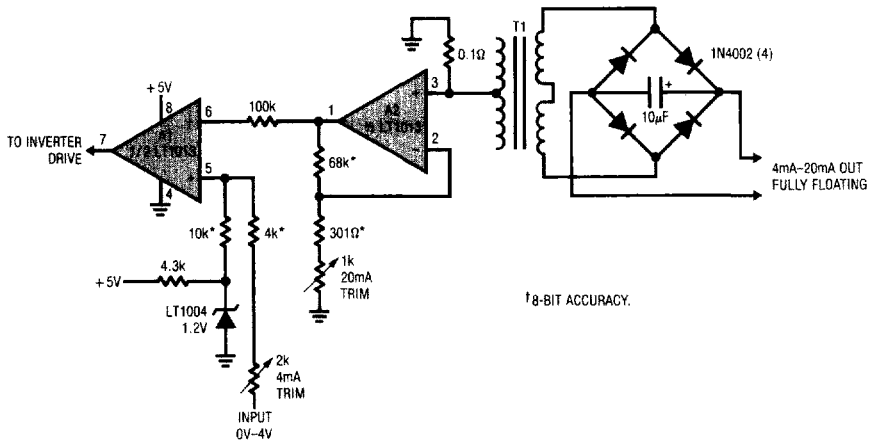 T1
1N4002 (4)
0.1Ω
+5V
8
6
100k
1
3
A2
½ LT1013
+
10μF
TO INVERTER
DRIVE
7
A1
1/2 LT1013
5
4
2
68k*
4mA–20mA OUT
FULLY FLOATING
10k*
4k*
301Ω*
1k
20mA
TRIM
+5V
4.3k
LT1004
1.2V
†8-BIT ACCURACY.
2k
4mA
TRIM
INPUT
0V–4V